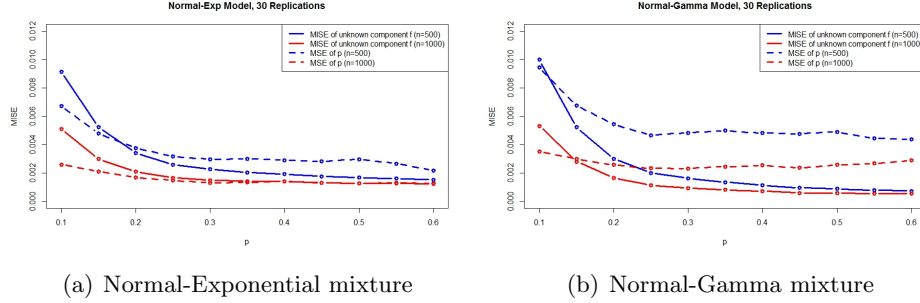 Normal-Exp Model, 30 Replications
MISE of unknown component f (n=500)
MISE of unknown component f (n=1000)
MSE of p (n=500)
MSE of p (n=1000)
MISE
0.012
0.010
0.008
0.006
0.004
0.002
0.000
0.1 0.2 0.3 0.4 0.5 0.6
p
(a) Normal-Exponential mixture
Normal-Gamma Model, 30 Replications
MISE of unknown component f (n=500)
MISE of unknown component f (n=1000)
MSE of p (n=500)
MSE of p (n=1000)
MISE
0.012
0.010
0.008
0.006
0.004
0.002
0.000
0.1 0.2 0.3 0.4 0.5 0.6
p
(b) Normal-Gamma mixture